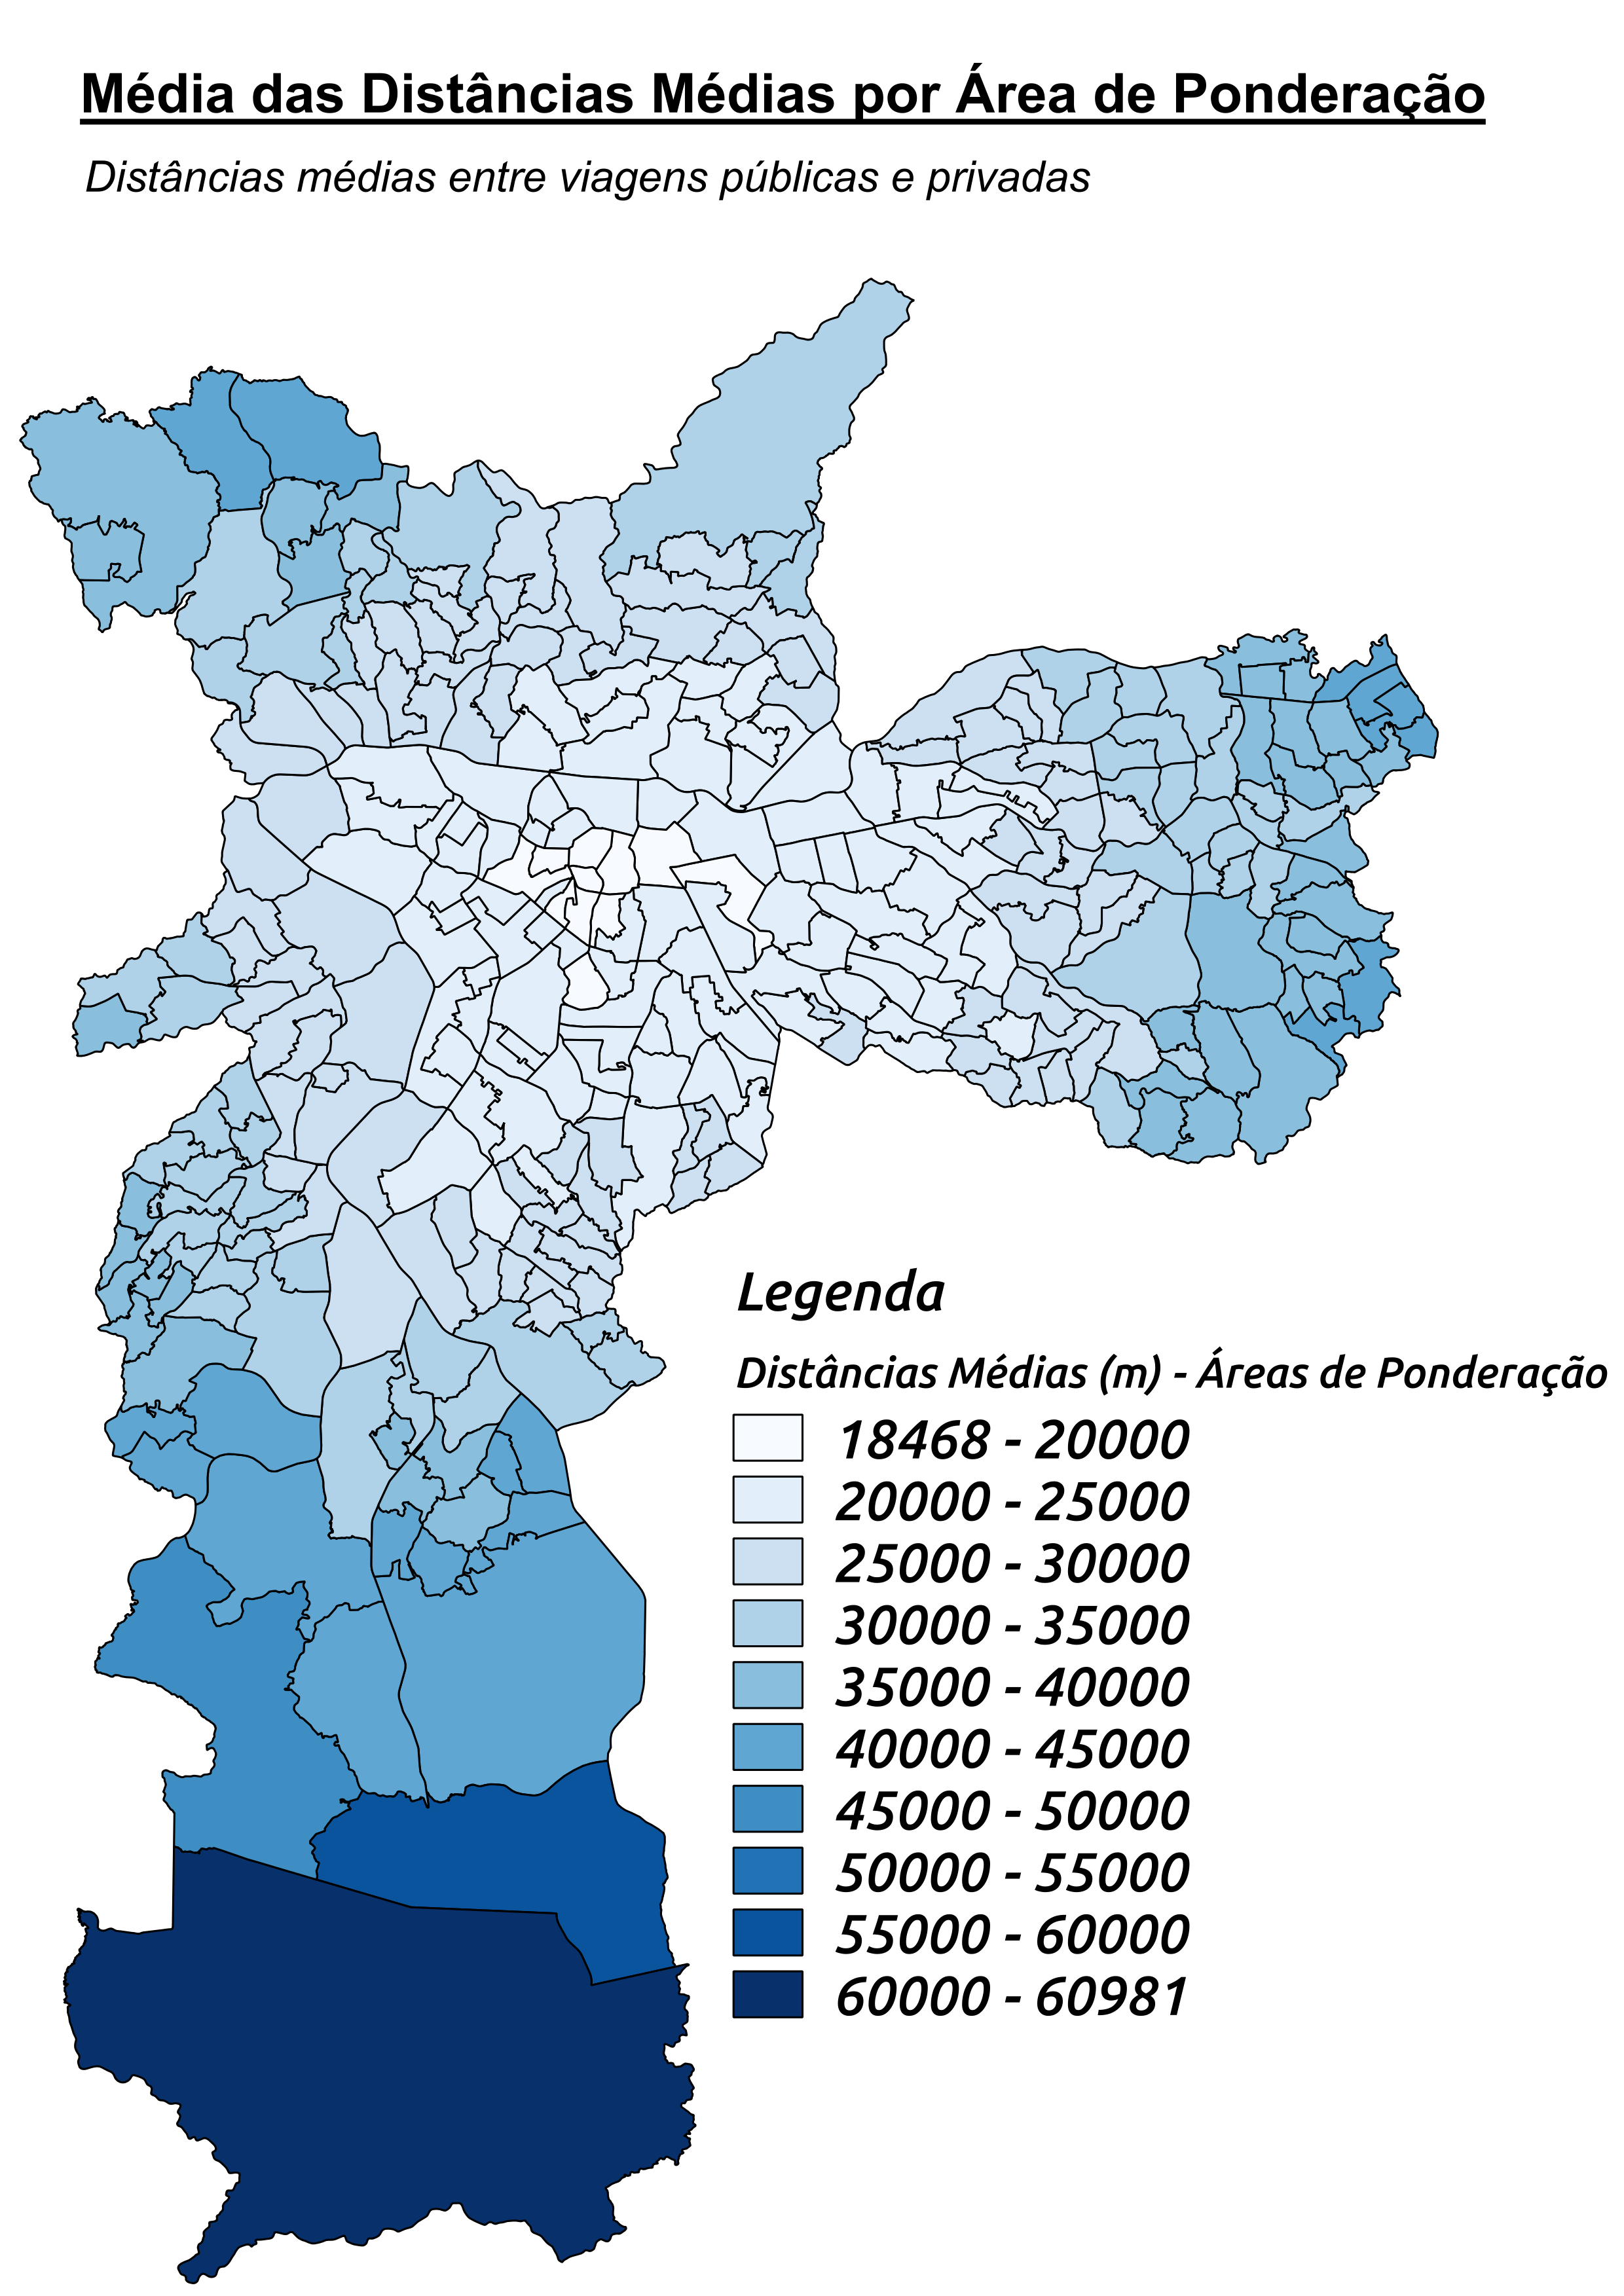 Média das Distâncias Médias por Área de Ponderação
Distâncias médias entre viagens públicas e privadas
Legenda
Distâncias Médias (m) - Áreas de Ponderação
18468 - 20000
20000 - 25000
25000 - 30000
30000 - 35000
35000 - 40000
40000 - 45000
45000 - 50000
50000 - 55000
55000 - 60000
60000 - 60981